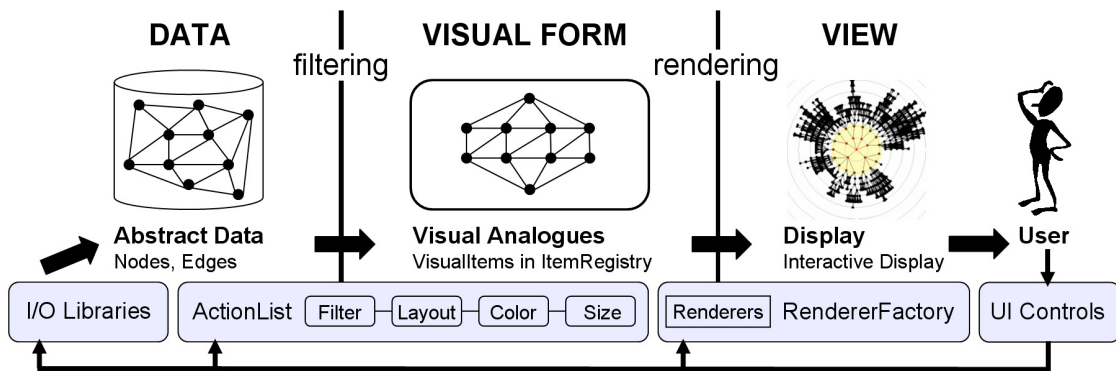 DATA
VISUAL FORM
VIEW
filtering
rendering
Abstract Data
Nodes, Edges
Visual Analogues
VisualItems in ItemRegistry
Display
Interactive Display
User
I/O Libraries
ActionList
Filter
Layout
Color
Size
Renderers
RendererFactory
UI Controls